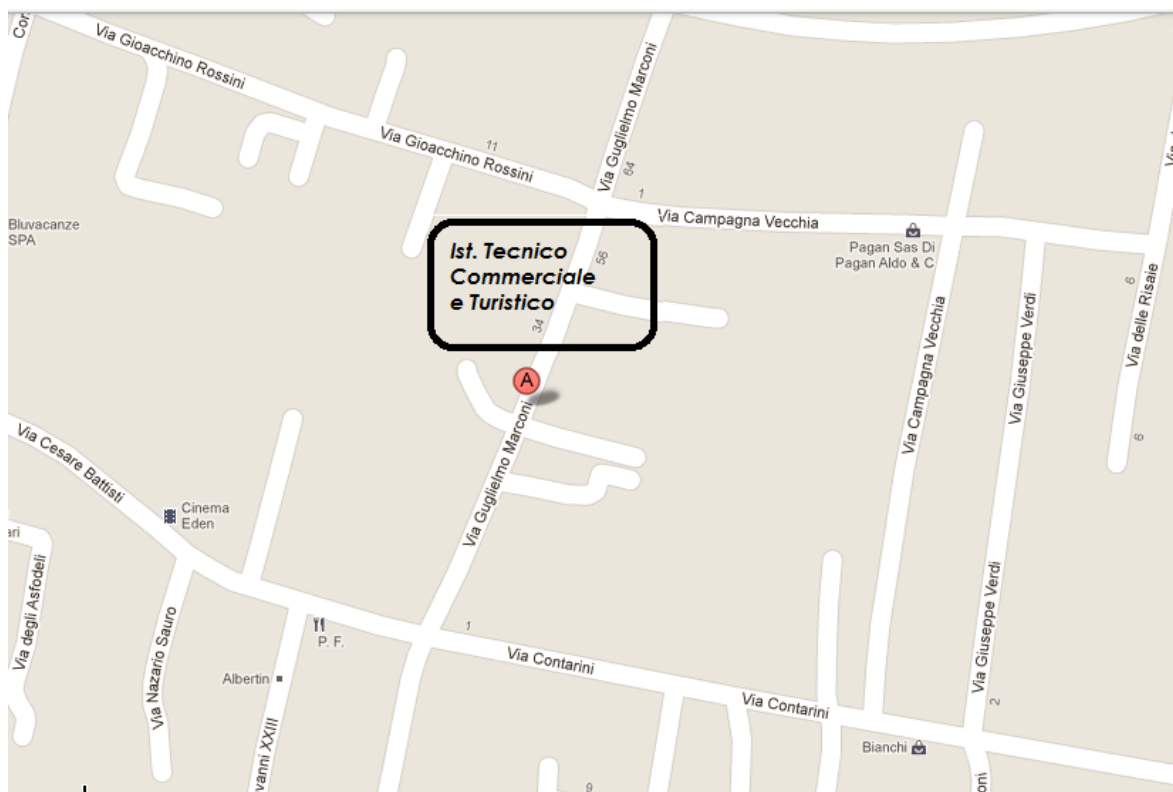 Via Gioacchino Rossini
Via Guglielmo Marconi
Via Gioacchino Rossini
11
64
1
Via Campagna Vecchia
Bluvacanze
SPA
Pagan Sas Di
Pagan Aldo & C
Ist. Tecnico
Commerciale
e Turistico
56
34
6
Via delle Risaie
Via Campagna Vecchia
Via Giuseppe Verdi
A
6
Via Guglielmo Marconi
Via Cesare Battisti
Cinema
Eden
Via degli Asfodeli
Via Nazario Sauro
P. F.
1
Via Contarini
Albertin
Via Giuseppe Verdi
Via Contarini
2
Bianchi
vanni XXIII
9